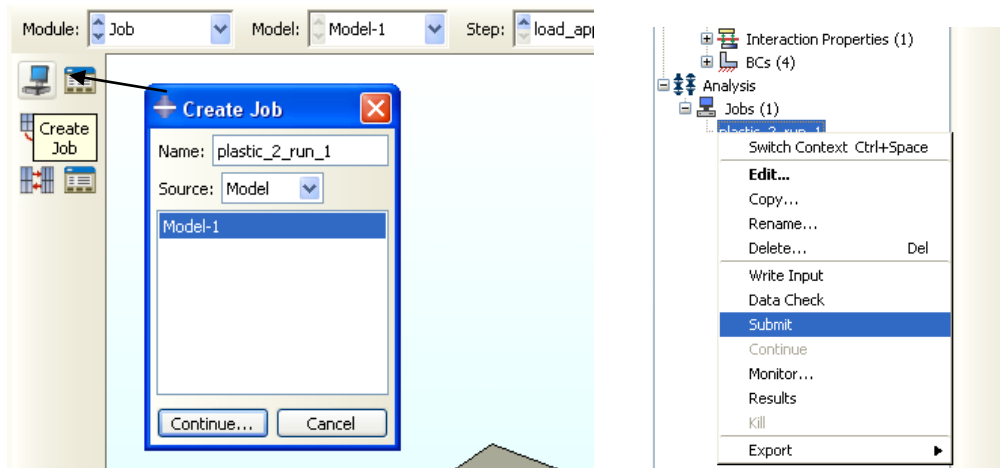 Module: Job Model: Model-1 Step: load_app
Create Job
Create
Job
Name: plastic_2_run_1
Source: Model
Model-1
Continue... Cancel
Interaction Properties (1)
BCs (4)
Analysis
Jobs (1)
plastic_2_run_1
Switch Context Ctrl+Space
Edit...
Copy...
Rename...
Delete... Del
Write Input
Data Check
Submit
Continue
Monitor...
Results
Kill
Export